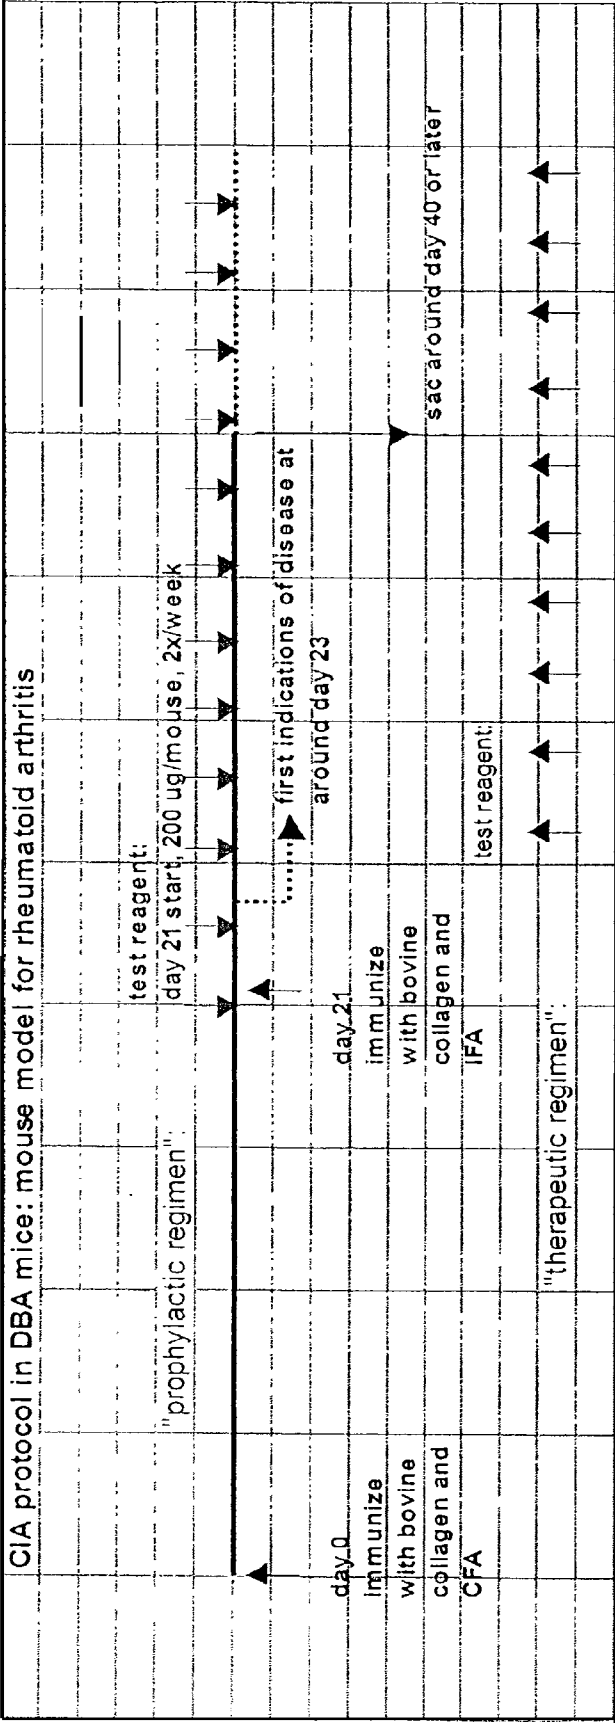 CIA protocol in DBA mice: mouse model for rheumatoid arthritis
test reagent:
day 21 start, 200 ug/mouse, 2x/week
"prophylactic regimen":
first indications of disease at
around day 23
sac around day 40 or later
day 0
immunize
with bovine
collagen and
CFA
day 21
immunize
with bovine
collagen and
IFA
test reagent:
"therapeutic regimen":